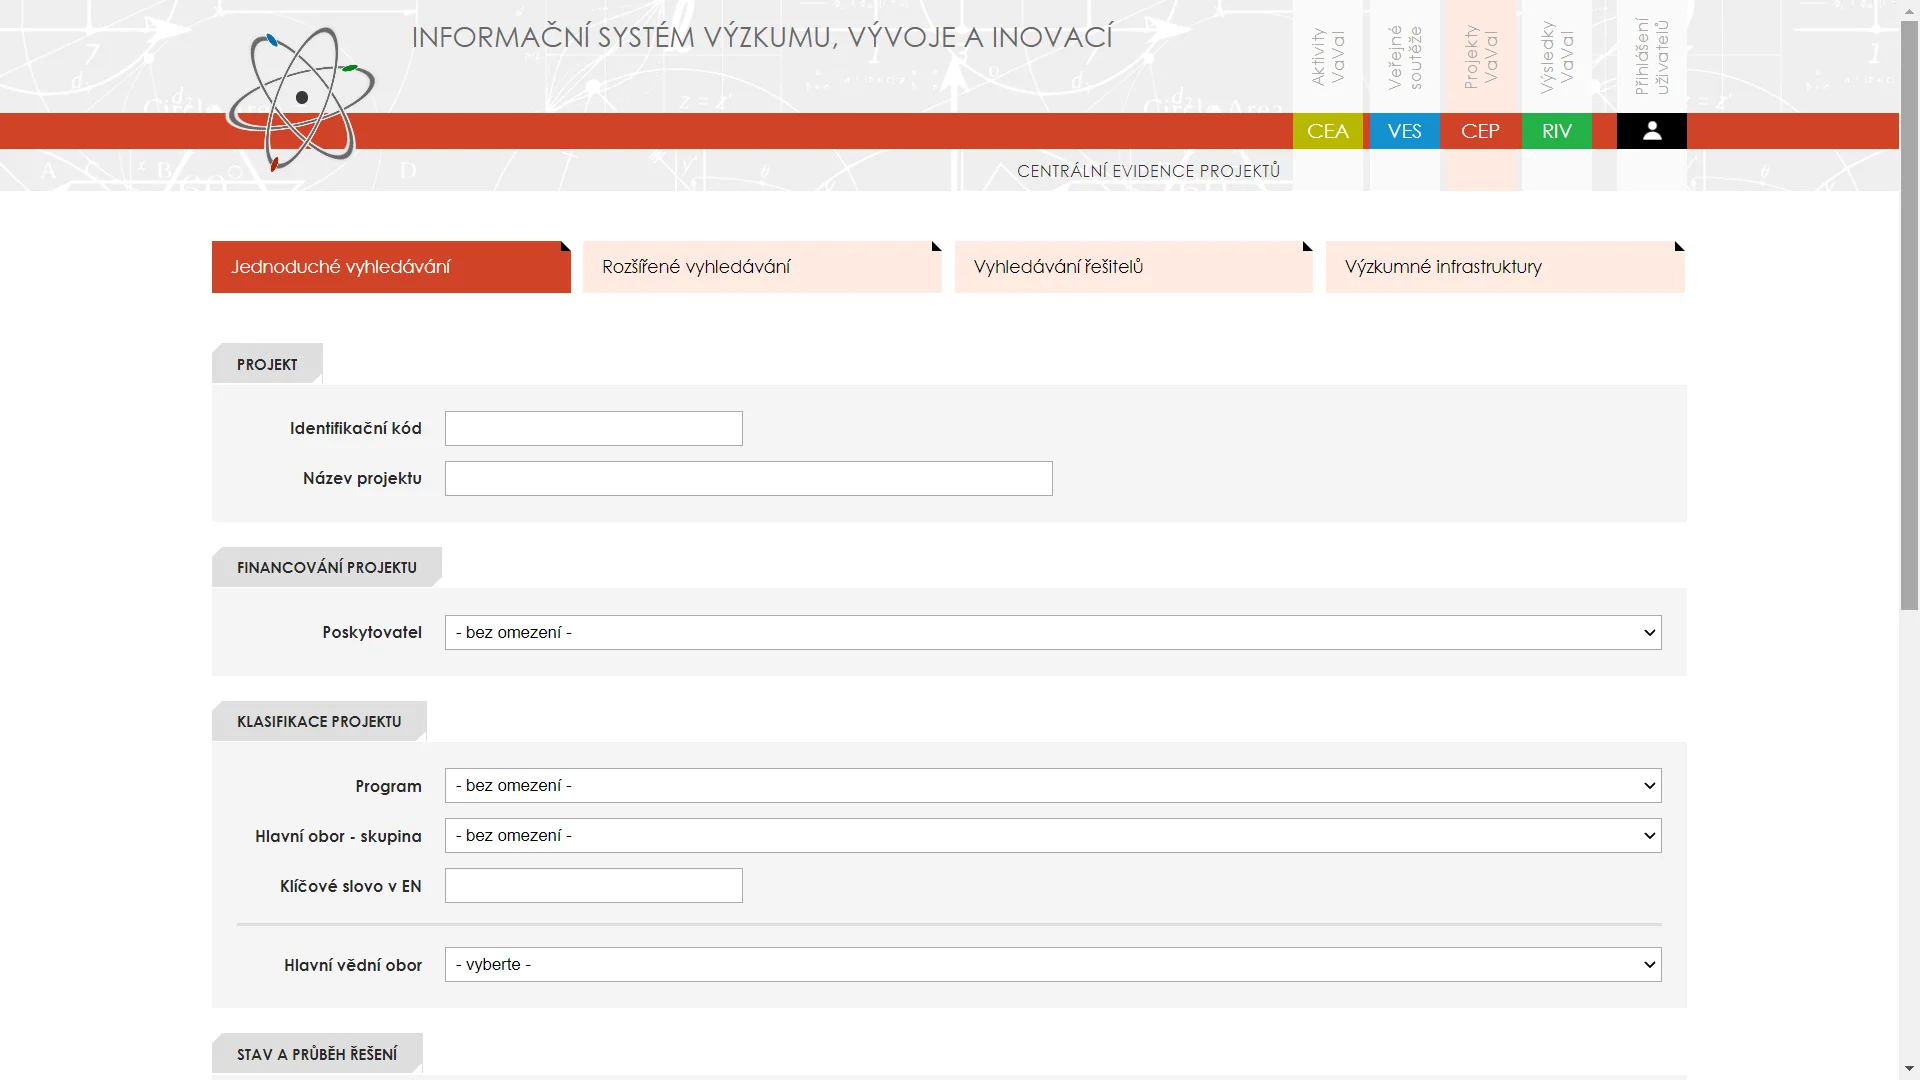 INFORMAČNÍ SYSTÉM VÝZKUMU, VÝVOJE A INOVACÍ
Aktivity
VaVaI
Veřejné
soutěže
Projekty
VaVaI
Výsledky
VaVaI
Přihlášení
uživatelů
CEA
VES
CEP
RIV
CENTRÁLNÍ EVIDENCE PROJEKTŮ
Jednoduché vyhledávání
Rozšířené vyhledávání
Vyhledávání řešitelů
Výzkumné infrastruktury
PROJEKT
Identifikační kód
Název projektu
FINANCOVÁNÍ PROJEKTU
Poskytovatel
- bez omezení -
KLASIFIKACE PROJEKTU
Program
- bez omezení -
Hlavní obor - skupina
- bez omezení -
Klíčové slovo v EN
Hlavní vědní obor
- vyberte -
STAV A PRŮBĚH ŘEŠENÍ